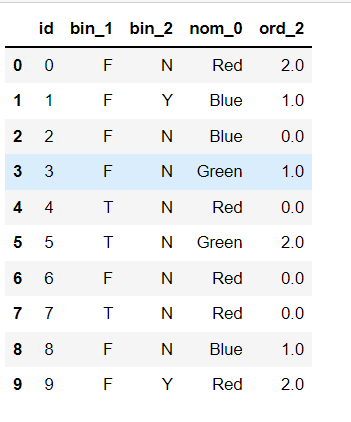 id bin_1 bin_2 nom_0 ord_2
0 0 F N Red 2.0
1 1 F Y Blue 1.0
2 2 F N Blue 0.0
3 3 F N Green 1.0
4 4 T N Red 0.0
5 5 T N Green 2.0
6 6 F N Red 0.0
7 7 T N Red 0.0
8 8 F N Blue 1.0
9 9 F Y Red 2.0